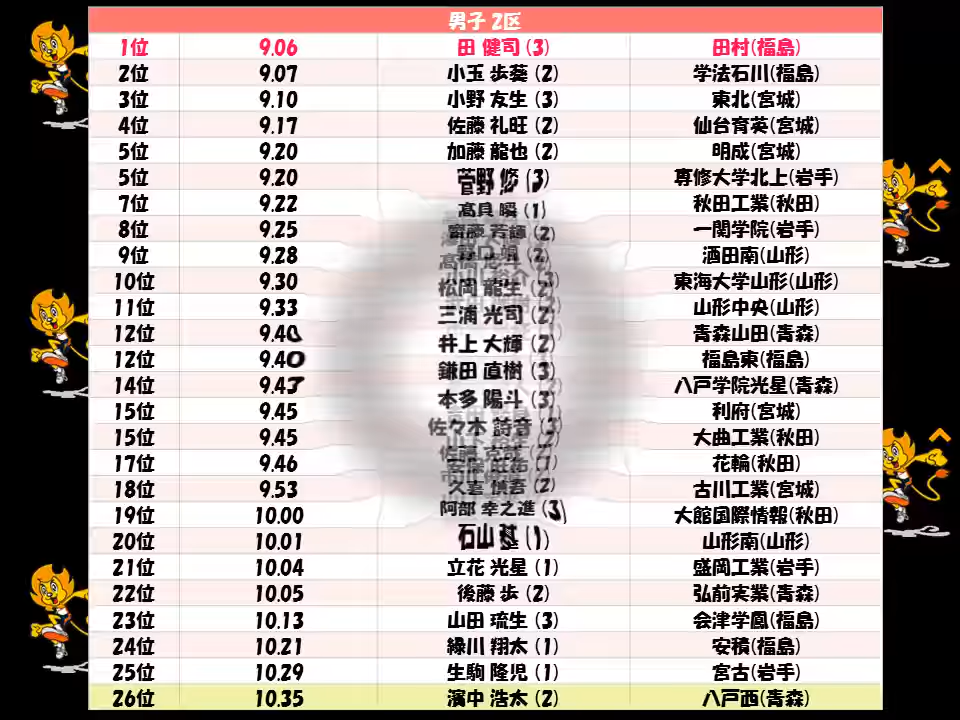 男子 2区
1位 9.06 田 健司 (3) 田村(福島)
2位 9.07 小玉 歩葵 (2) 学法石川(福島)
3位 9.10 小野 友生 (3) 東北(宮城)
4位 9.17 佐藤 礼旺 (2) 仙台育英(宮城)
5位 9.20 加藤 龍也 (2) 明成(宮城)
5位 9.20 菅野 悠 (3) 専修大学北上(岩手)
7位 9.22 瞬 (1) 秋田工業(秋田)
8位 9.25 芳輝 (2) 一関学院(岩手)
9位 9.28 (2) 酒田南(山形)
10位 9.30 松岡 龍生 (2) 東海大学山形(山形)
11位 9.33 三浦 光司 (2) 山形中央(山形)
12位 9.40 井上 大輝 (2) 青森山田(青森)
12位 9.40 鎌田 直樹 (3) 福島東(福島)
14位 9.43 本多 陽斗 (3) 八戸学院光星(青森)
15位 9.45 佐々木 詩音 (3) 利府(宮城)
15位 9.45 大曲工業(秋田)
17位 9.46 花輪(秋田)
18位 9.53 久喜 慎吾 (2) 古川工業(宮城)
19位 10.00 阿部 幸之進 (3) 大館国際情報(秋田)
20位 10.01 石山 (1) 山形南(山形)
21位 10.04 立花 光星 (1) 盛岡工業(岩手)
22位 10.05 後藤 歩 (2) 弘前実業(青森)
23位 10.13 山田 琉生 (3) 会津学鳳(福島)
24位 10.21 緑川 翔太 (1) 安積(福島)
25位 10.29 生駒 隆児 (1) 宮古(岩手)
26位 10.35 濱中 浩太 (2) 八戸西(青森)